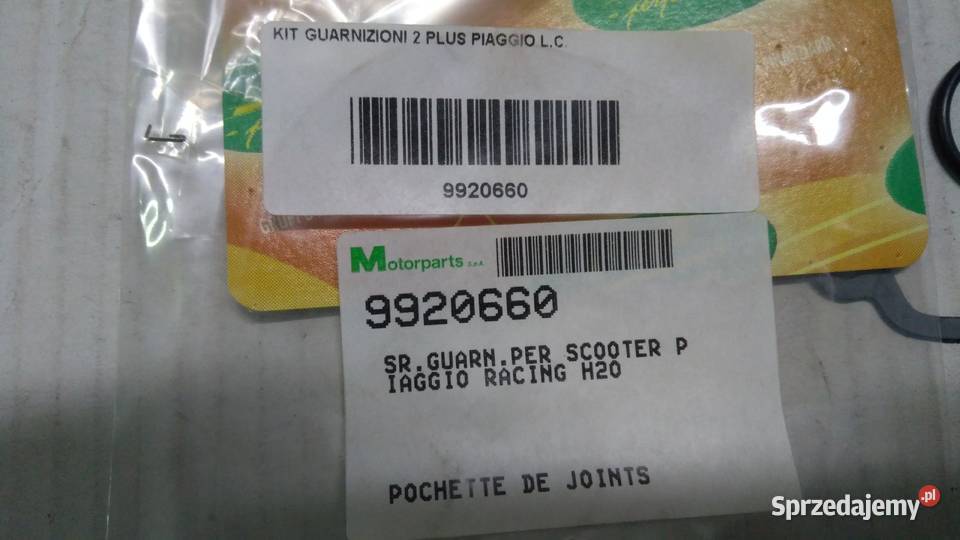 KIT GUARNIZIONI 2 PLUS PIAGGIO L.C.
9920660
Motorparts S.p.A.
9920660
SR.GUARN.PER SCOOTER P
IAGGIO RACING H2O
POCHETTE DE JOINTS
Sprzedajemy.pl